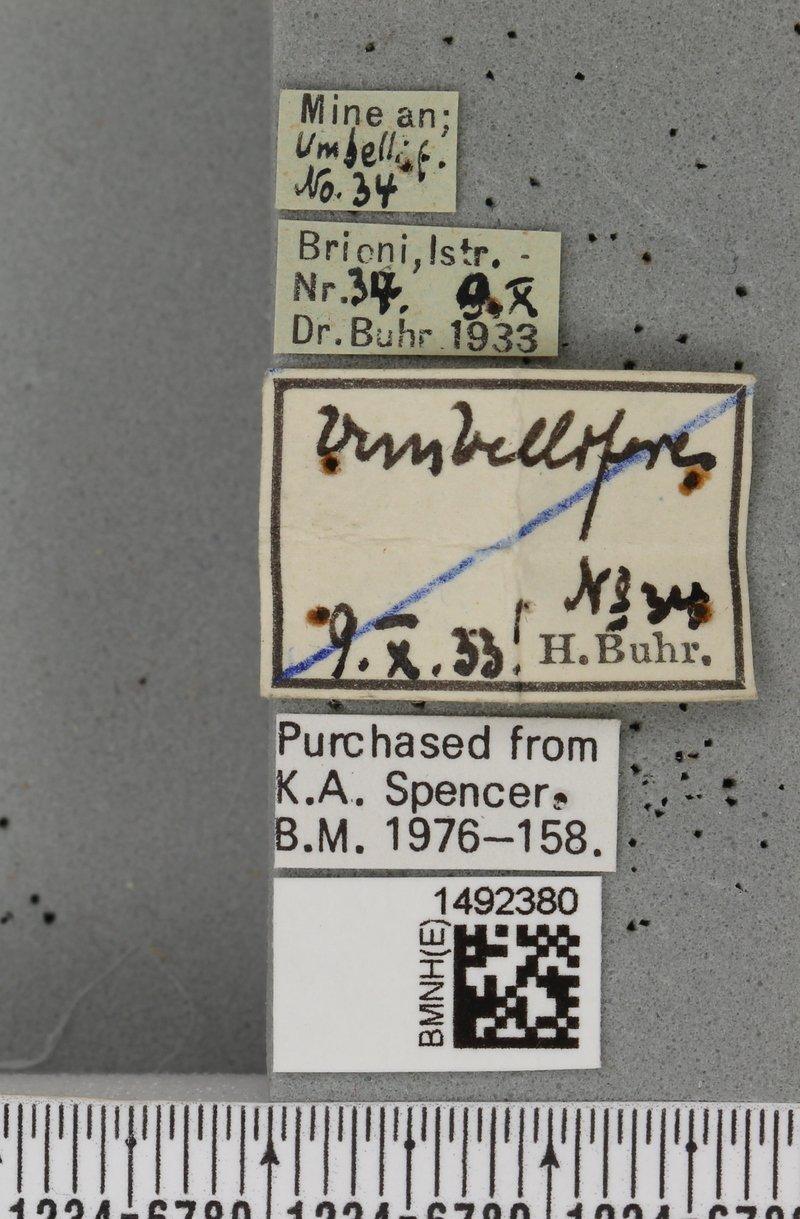 Mine an;
Umbellif.
No. 34
Brioni, Istr. -
Nr. 34. 9.X
Dr. Buhr 1933
Umbelliferes
No 34
9.X.33!
H. Buhr.
Purchased from
K.A. Spencer.
B.M. 1976–158.
1492380
BMNH(E)